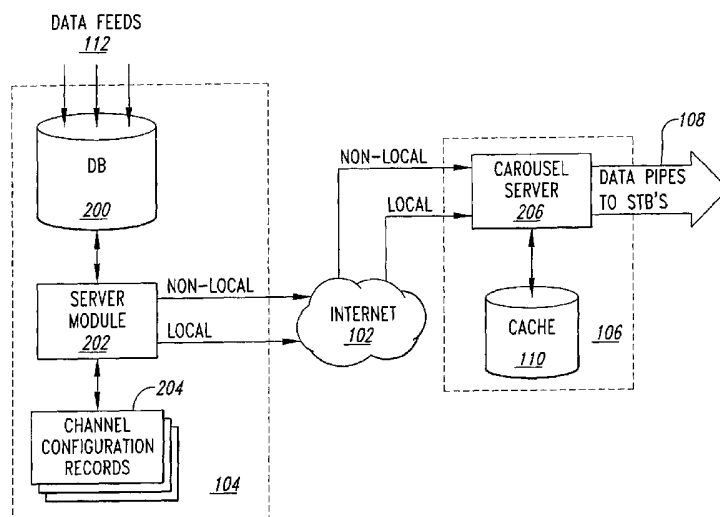 DATA FEEDS
112
DB
200
SERVER
MODULE
202
NON-LOCAL
LOCAL
204
CHANNEL
CONFIGURATION
RECORDS
104
INTERNET
102
NON-LOCAL
LOCAL
CAROUSEL
SERVER
206
CACHE
110
106
108
DATA PIPES
TO STB'S